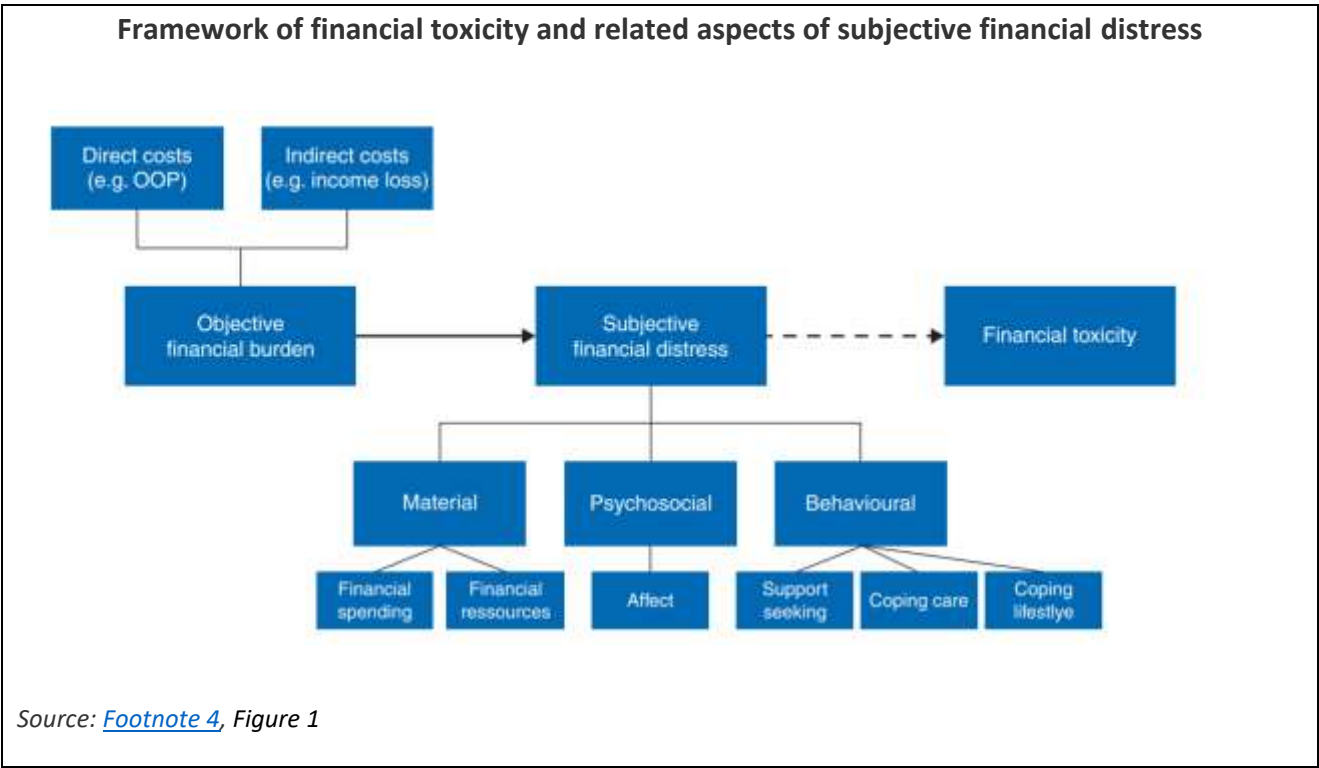 Framework of financial toxicity and related aspects of subjective financial distress
Direct costs
(e.g. OOP)
Indirect costs
(e.g. income loss)
Objective
financial burden
Subjective
financial distress
Financial toxicity
Material
Psychosocial
Behavioural
Financial
spending
Financial
ressources
Affect
Support
seeking
Coping care
Coping
lifestlye
Source: Footnote 4, Figure 1